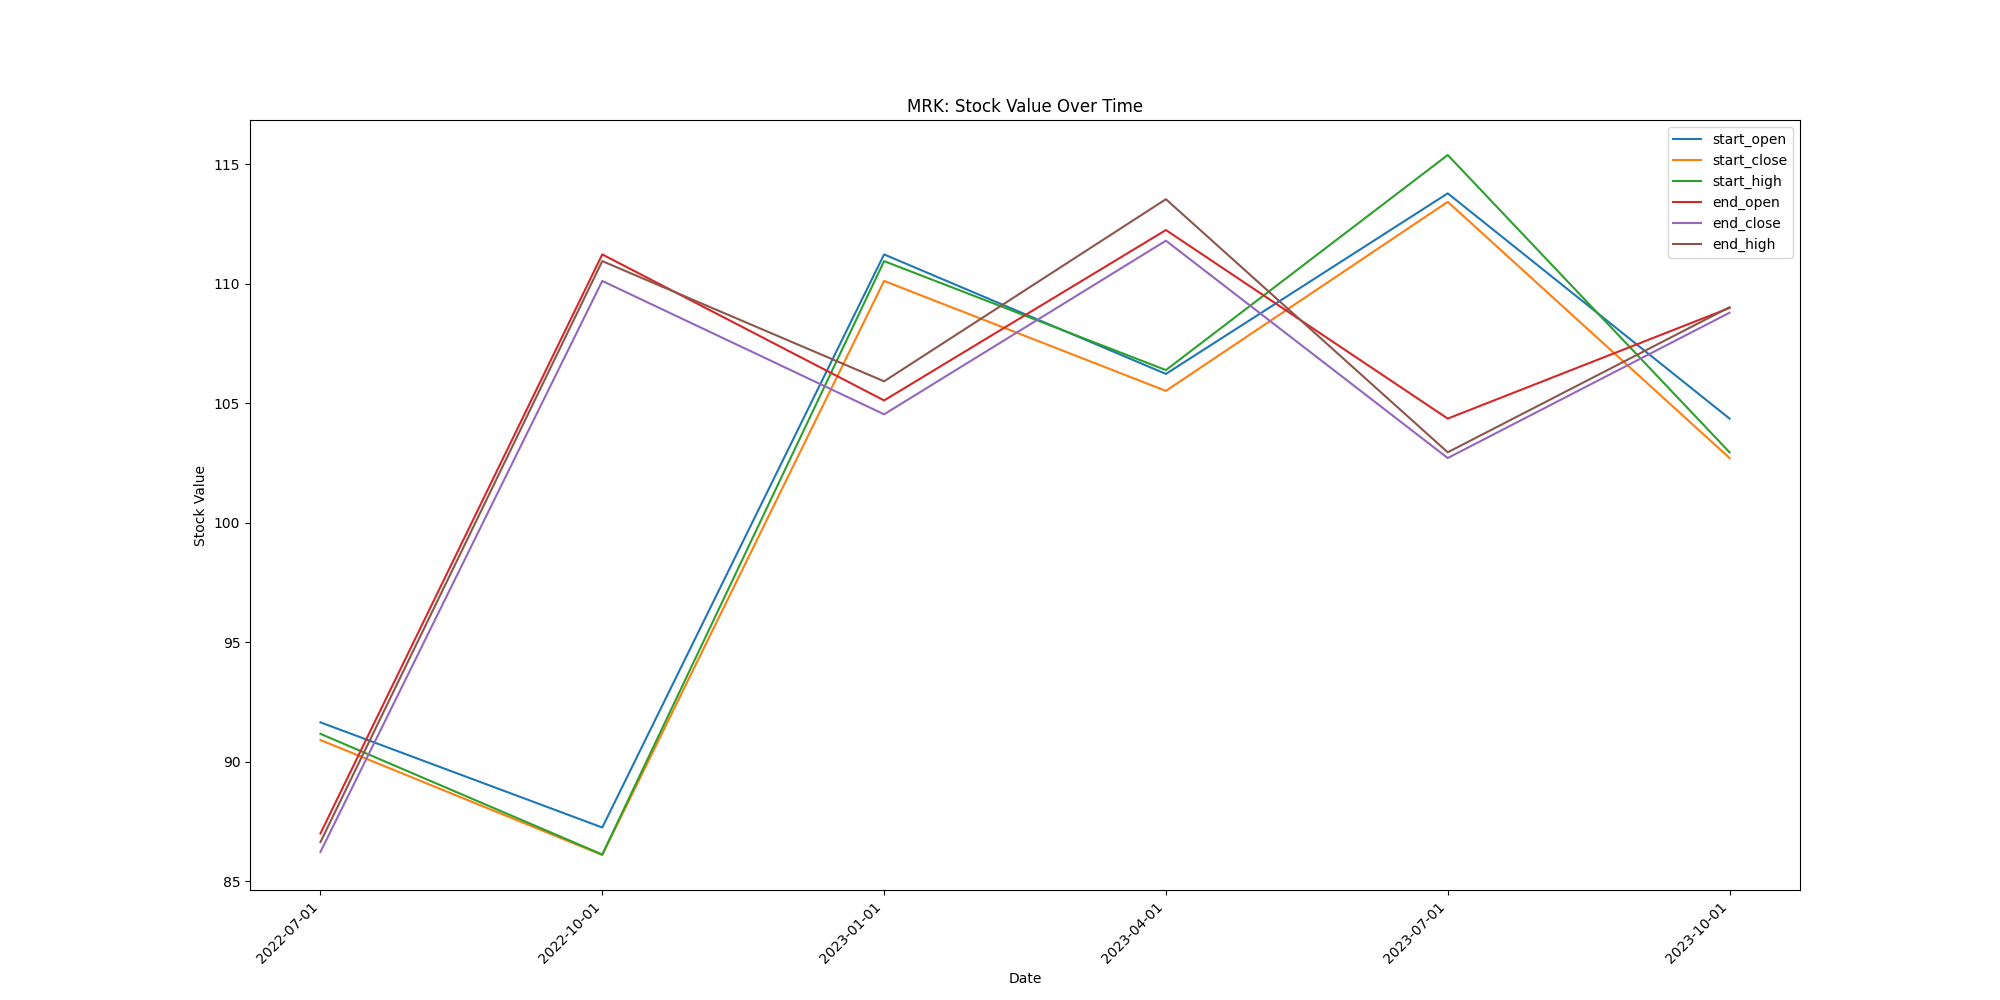 MRK: Stock Value Over Time
start_open
start_close
start_high
end_open
end_close
end_high
115
110
105
100
95
90
85
Stock Value
2022-07-01
2022-10-01
2023-01-01
2023-04-01
2023-07-01
2023-10-01
Date